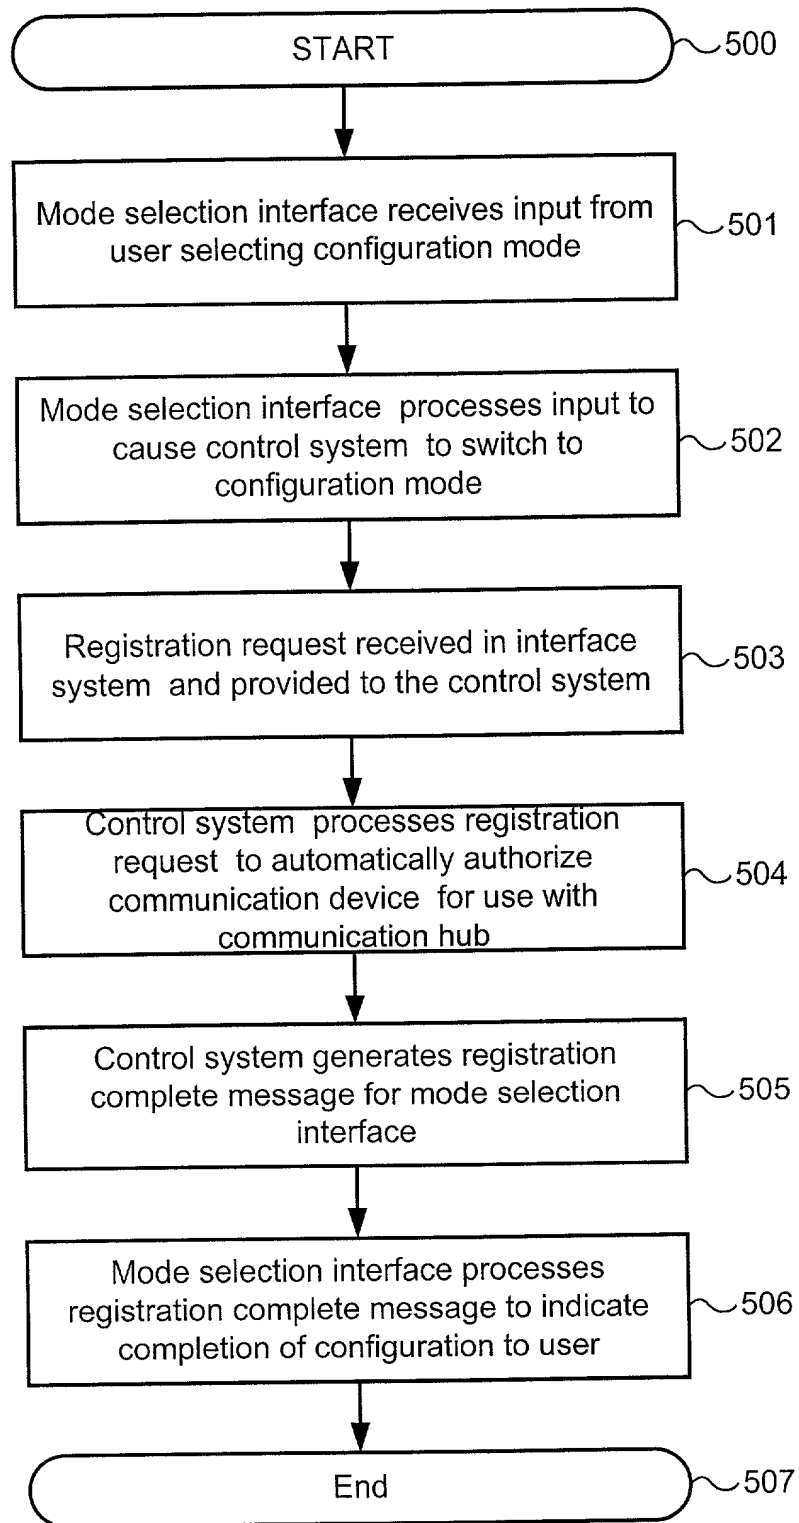 START
500
Mode selection interface receives input from
user selecting configuration mode
501
Mode selection interface processes input to
cause control system to switch to
configuration mode
502
Registration request received in interface
system and provided to the control system
503
Control system processes registration
request to automatically authorize
communication device for use with
communication hub
504
Control system generates registration
complete message for mode selection
interface
505
Mode selection interface processes
registration complete message to indicate
completion of configuration to user
506
End
507